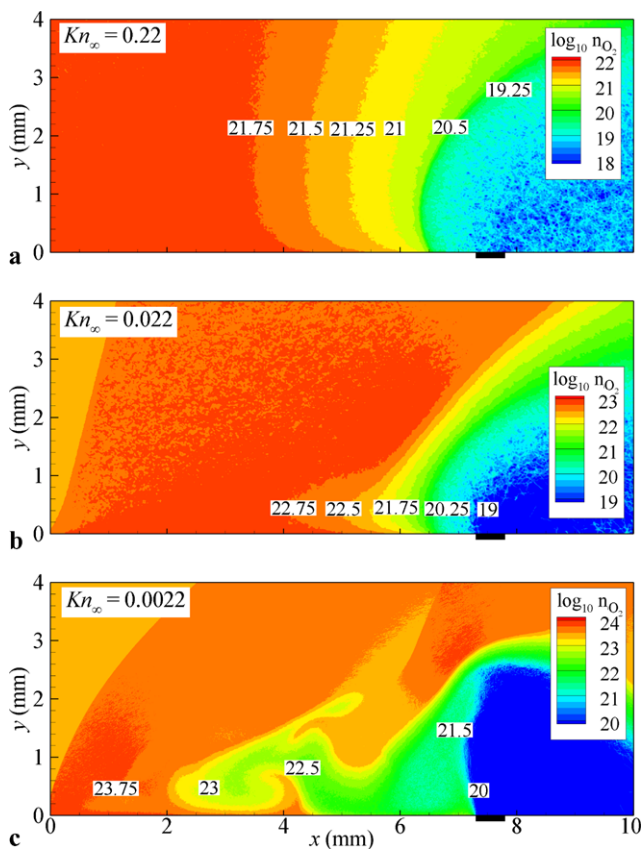 4
Kn∞ = 0.22
log₁₀ nO₂
22
21
20
19
18
3
19.25
y (mm)
2
21.75 21.5 21.25 21 20.5
1
0
a
4
Kn∞ = 0.022
3
log₁₀ nO₂
23
22
21
20
19
y (mm)
2
1
22.75 22.5 21.75 20.25 19
0
b
4
Kn∞ = 0.0022
log₁₀ nO₂
24
23
22
21
20
3
y (mm)
2
21.5
1
22.5
23.75 23 20
0
c
0 2 4 6 8 10
x (mm)